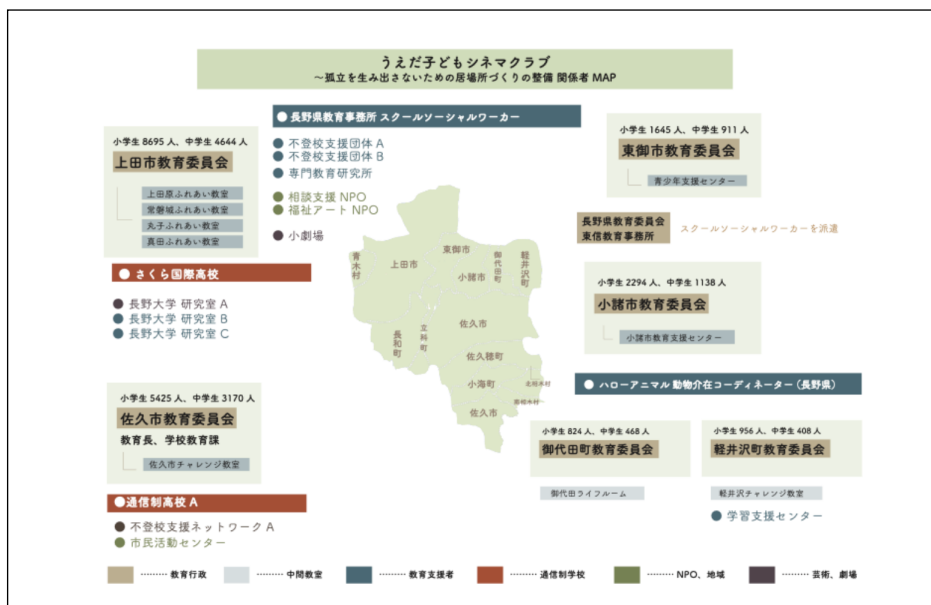 うえだ子どもシネマクラブ
〜孤立を生み出さないための居場所づくりの整備 関係者 MAP
小学生 8695 人、中学生 4644 人
上田市教育委員会
上田原ふれあい教室
常磐城ふれあい教室
丸子ふれあい教室
真田ふれあい教室
● さくら国際高校
● 長野大学 研究室 A
● 長野大学 研究室 B
● 長野大学 研究室 C
● 長野県教育事務所 スクールソーシャルワーカー
● 不登校支援団体 A
● 不登校支援団体 B
● 専門教育研究所
● 相談支援 NPO
● 福祉アート NPO
● 小劇場
小学生 1645 人、中学生 911 人
東御市教育委員会
青少年支援センター
長野県教育委員会
東信教育事務所
スクールソーシャルワーカーを派遣
小学生 2294 人、中学生 1138 人
小諸市教育委員会
小諸市教育支援センター
青木村
上田市
東御市
小諸市
御代田町
軽井沢町
長和町
立科町
佐久市
佐久穂町
小海町
北相木村
南相木村
佐久市
小学生 5425 人、中学生 3170 人
佐久市教育委員会
教育長、学校教育課
佐久市チャレンジ教室
●通信制高校 A
● 不登校支援ネットワーク A
● 市民活動センター
● ハローアニマル 動物介在コーディネーター（長野県）
小学生 824 人、中学生 468 人
御代田町教育委員会
御代田ライフルーム
小学生 956 人、中学生 408 人
軽井沢町教育委員会
軽井沢チャレンジ教室
● 学習支援センター
……… 教育行政
……… 中間教室
……… 教育支援者
……… 通信制学校
……… NPO、地域
……… 芸術、劇場